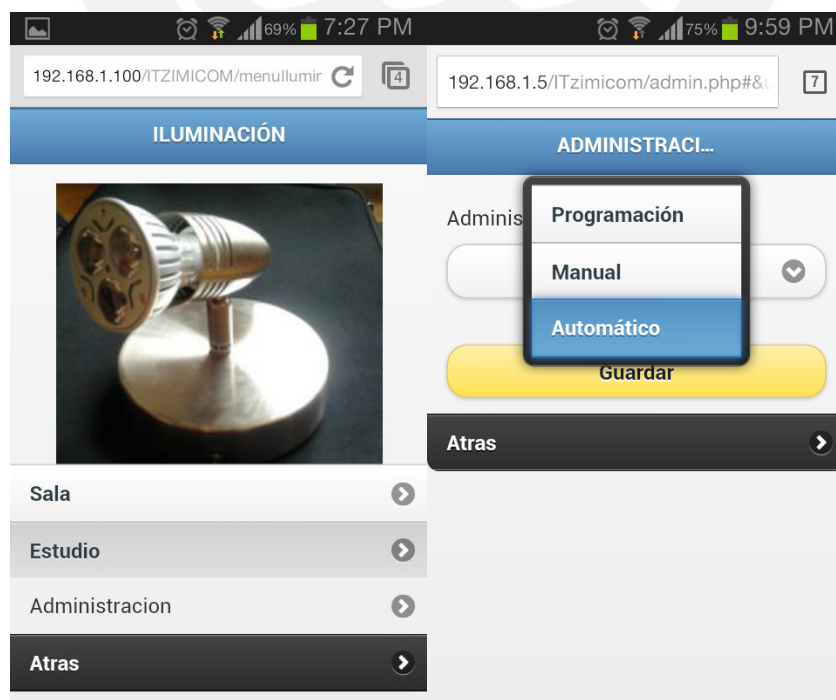 69% 7:27 PM
192.168.1.100/ITZIMICOM/menuIlumir
4
ILUMINACIÓN
Sala
Estudio
Administracion
Atras
75% 9:59 PM
192.168.1.5/ITzimicom/admin.php#&u
7
ADMINISTRACI...
Adminis
Programación
Manual
Automático
Guardar
Atras